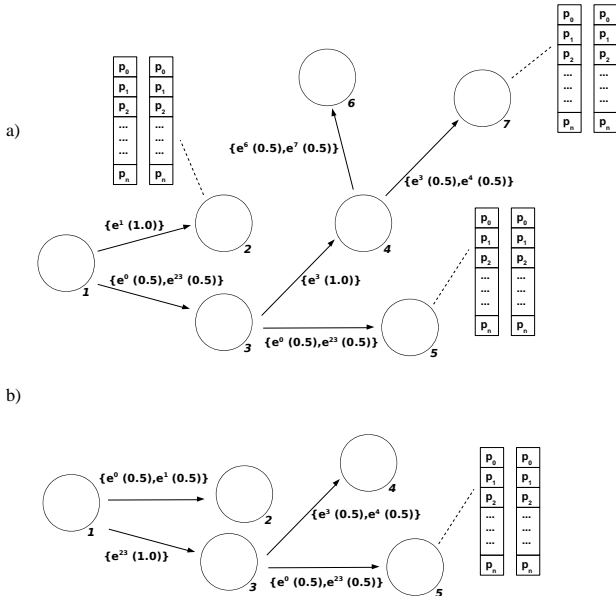 a)
p0 p0
p1 p1
p2 p2
... ...
... ...
... ...
pn pn
p0 p0
p1 p1
p2 p2
... ...
... ...
... ...
pn pn
6
7
{e6 (0.5),e7 (0.5)}
{e3 (0.5),e4 (0.5)}
{e1 (1.0)}
2
4
p0 p0
p1 p1
p2 p2
... ...
... ...
... ...
pn pn
1
{e0 (0.5),e23 (0.5)}
{e3 (1.0)}
3
5
{e0 (0.5),e23 (0.5)}
b)
{e0 (0.5),e1 (0.5)}
4
p0 p0
p1 p1
p2 p2
... ...
... ...
... ...
pn pn
1
2
{e3 (0.5),e4 (0.5)}
{e23 (1.0)}
3
{e0 (0.5),e23 (0.5)}
5